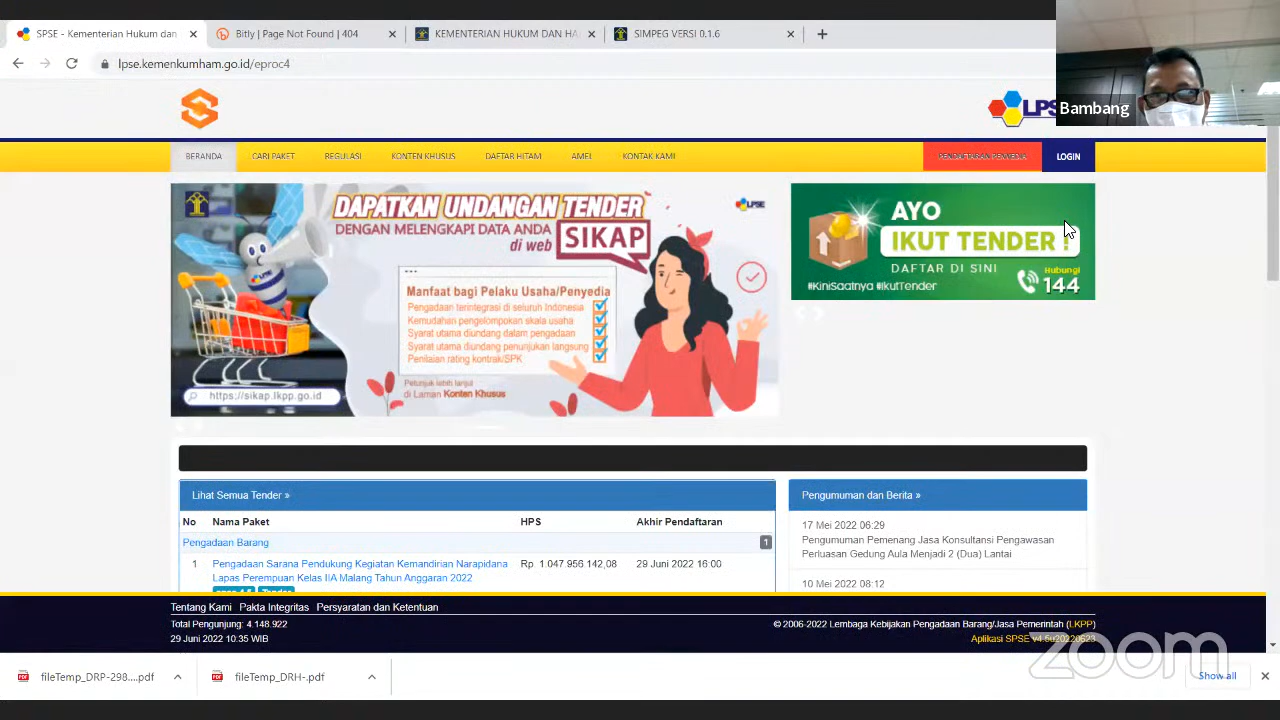 SPSE - Kementerian Hukum dan
Bitly | Page Not Found | 404
KEMENTERIAN HUKUM DAN HA
SIMPEG VERSI 0.1.6
lpse.kemenkumham.go.id/eproc4
Bambang
LPS
BERANDA
CARI PAKET
REGULASI
KONTEN KHUSUS
DAFTAR HITAM
AMEL
KONTAK KAMI
PENDAFTARAN PENYEDIA
LOGIN
DAPATKAN UNDANGAN TENDER
DENGAN MELENGKAPI DATA ANDA
di web SIKAP
LPSE
Manfaat bagi Pelaku Usaha/Penyedia
Pengadaan terintegrasi di seluruh Indonesia
Kemudahan pengelompokan skala usaha
Syarat utama diundang dalam pengadaan
Syarat utama diundang penunjukan langsung
Penilaian rating kontrak/SPK
Petunjuk lebih lanjut
di Laman Konten Khusus
https://sikap.lkpp.go.id
AYO
IKUT TENDER !
DAFTAR DI SINI
#KiniSaatnya #IkutTender
Hubungi
144
Lihat Semua Tender »
No Nama Paket HPS Akhir Pendaftaran
Pengadaan Barang 1
1 Pengadaan Sarana Pendukung Kegiatan Kemandirian Narapidana Rp. 1.047.956.142,08 29 Juni 2022 16:00
Lapas Perempuan Kelas IIA Malang Tahun Anggaran 2022
Pengumuman dan Berita »
17 Mei 2022 06:29
Pengumuman Pemenang Jasa Konsultansi Pengawasan
Perluasan Gedung Aula Menjadi 2 (Dua) Lantai
10 Mei 2022 08:12
Tentang Kami Pakta Integritas Persyaratan dan Ketentuan
Total Pengunjung: 4.148.922
29 Juni 2022 10:35 WIB
© 2006-2022 Lembaga Kebijakan Pengadaan Barang/Jasa Pemerintah (LKPP)
Aplikasi SPSE v4.5u20220623
zoom
fileTemp_DRP-298....pdf
fileTemp_DRH-.pdf
Show all